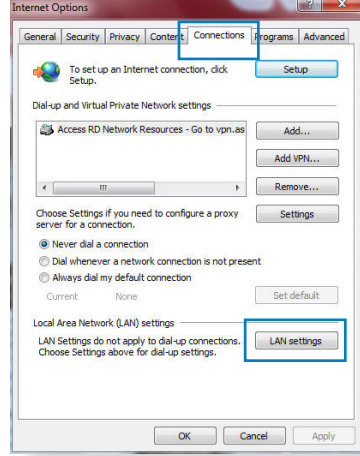 Internet Options
General Security Privacy Content Connections Programs Advanced
To set up an Internet connection, click
Setup.
Setup
Dial-up and Virtual Private Network settings
Access RD Network Resources - Go to vpn.as
Add...
Add VPN...
Remove...
Choose Settings if you need to configure a proxy
server for a connection.
Settings
Never dial a connection
Dial whenever a network connection is not present
Always dial my default connection
Current None
Set default
Local Area Network (LAN) settings
LAN Settings do not apply to dial-up connections.
Choose Settings above for dial-up settings.
LAN settings
OK Cancel Apply